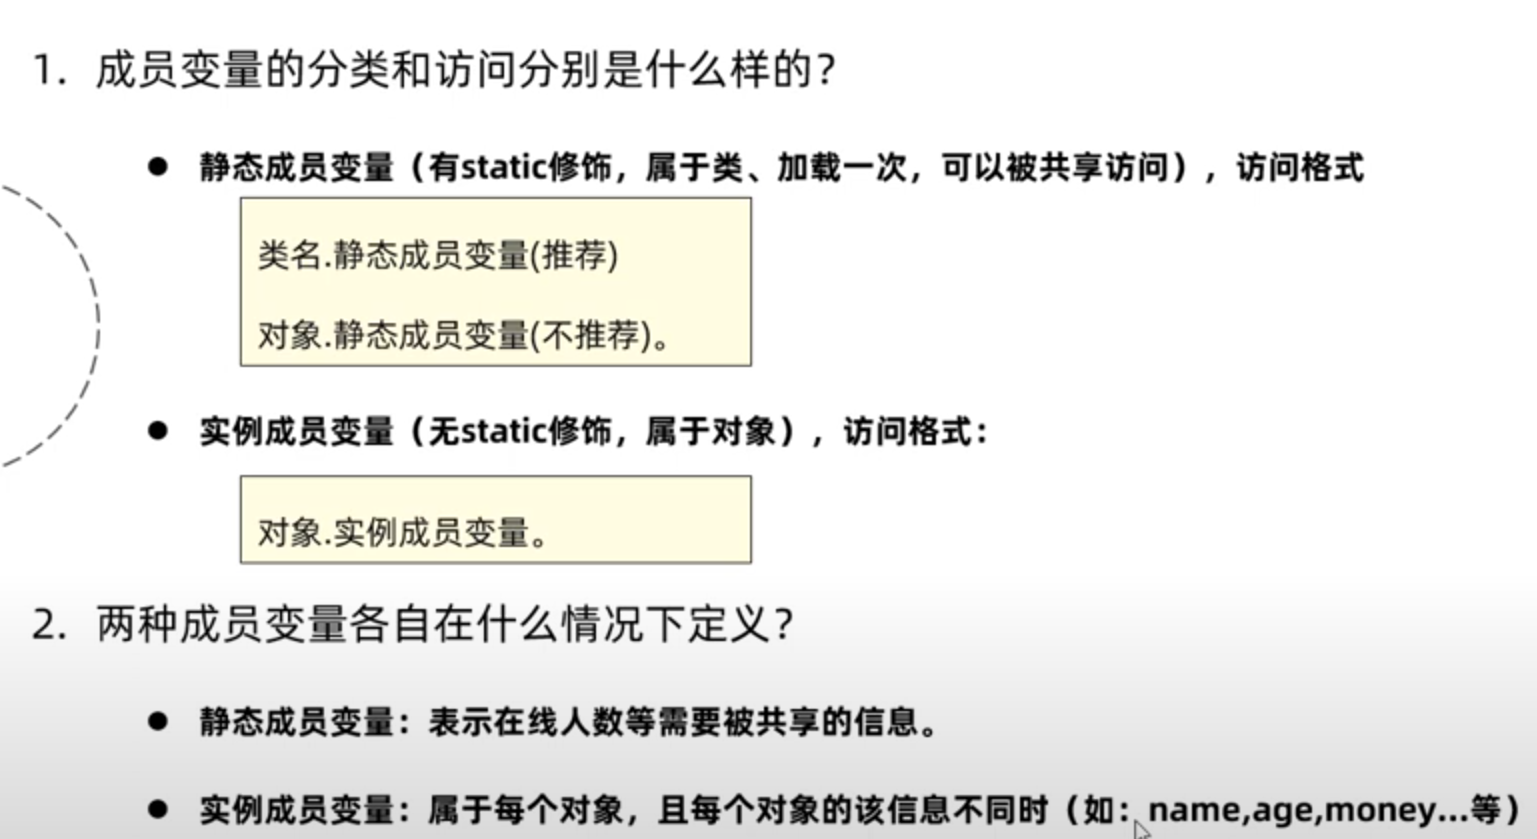 1. 成员变量的分类和访问分别是什么样的？
● 静态成员变量（有static修饰，属于类、加载一次，可以被共享访问），访问格式
类名.静态成员变量(推荐)
对象.静态成员变量(不推荐)。
● 实例成员变量（无static修饰，属于对象），访问格式：
对象.实例成员变量。
2. 两种成员变量各自在什么情况下定义？
● 静态成员变量：表示在线人数等需要被共享的信息。
● 实例成员变量：属于每个对象，且每个对象的该信息不同时（如：name,age,money…等）